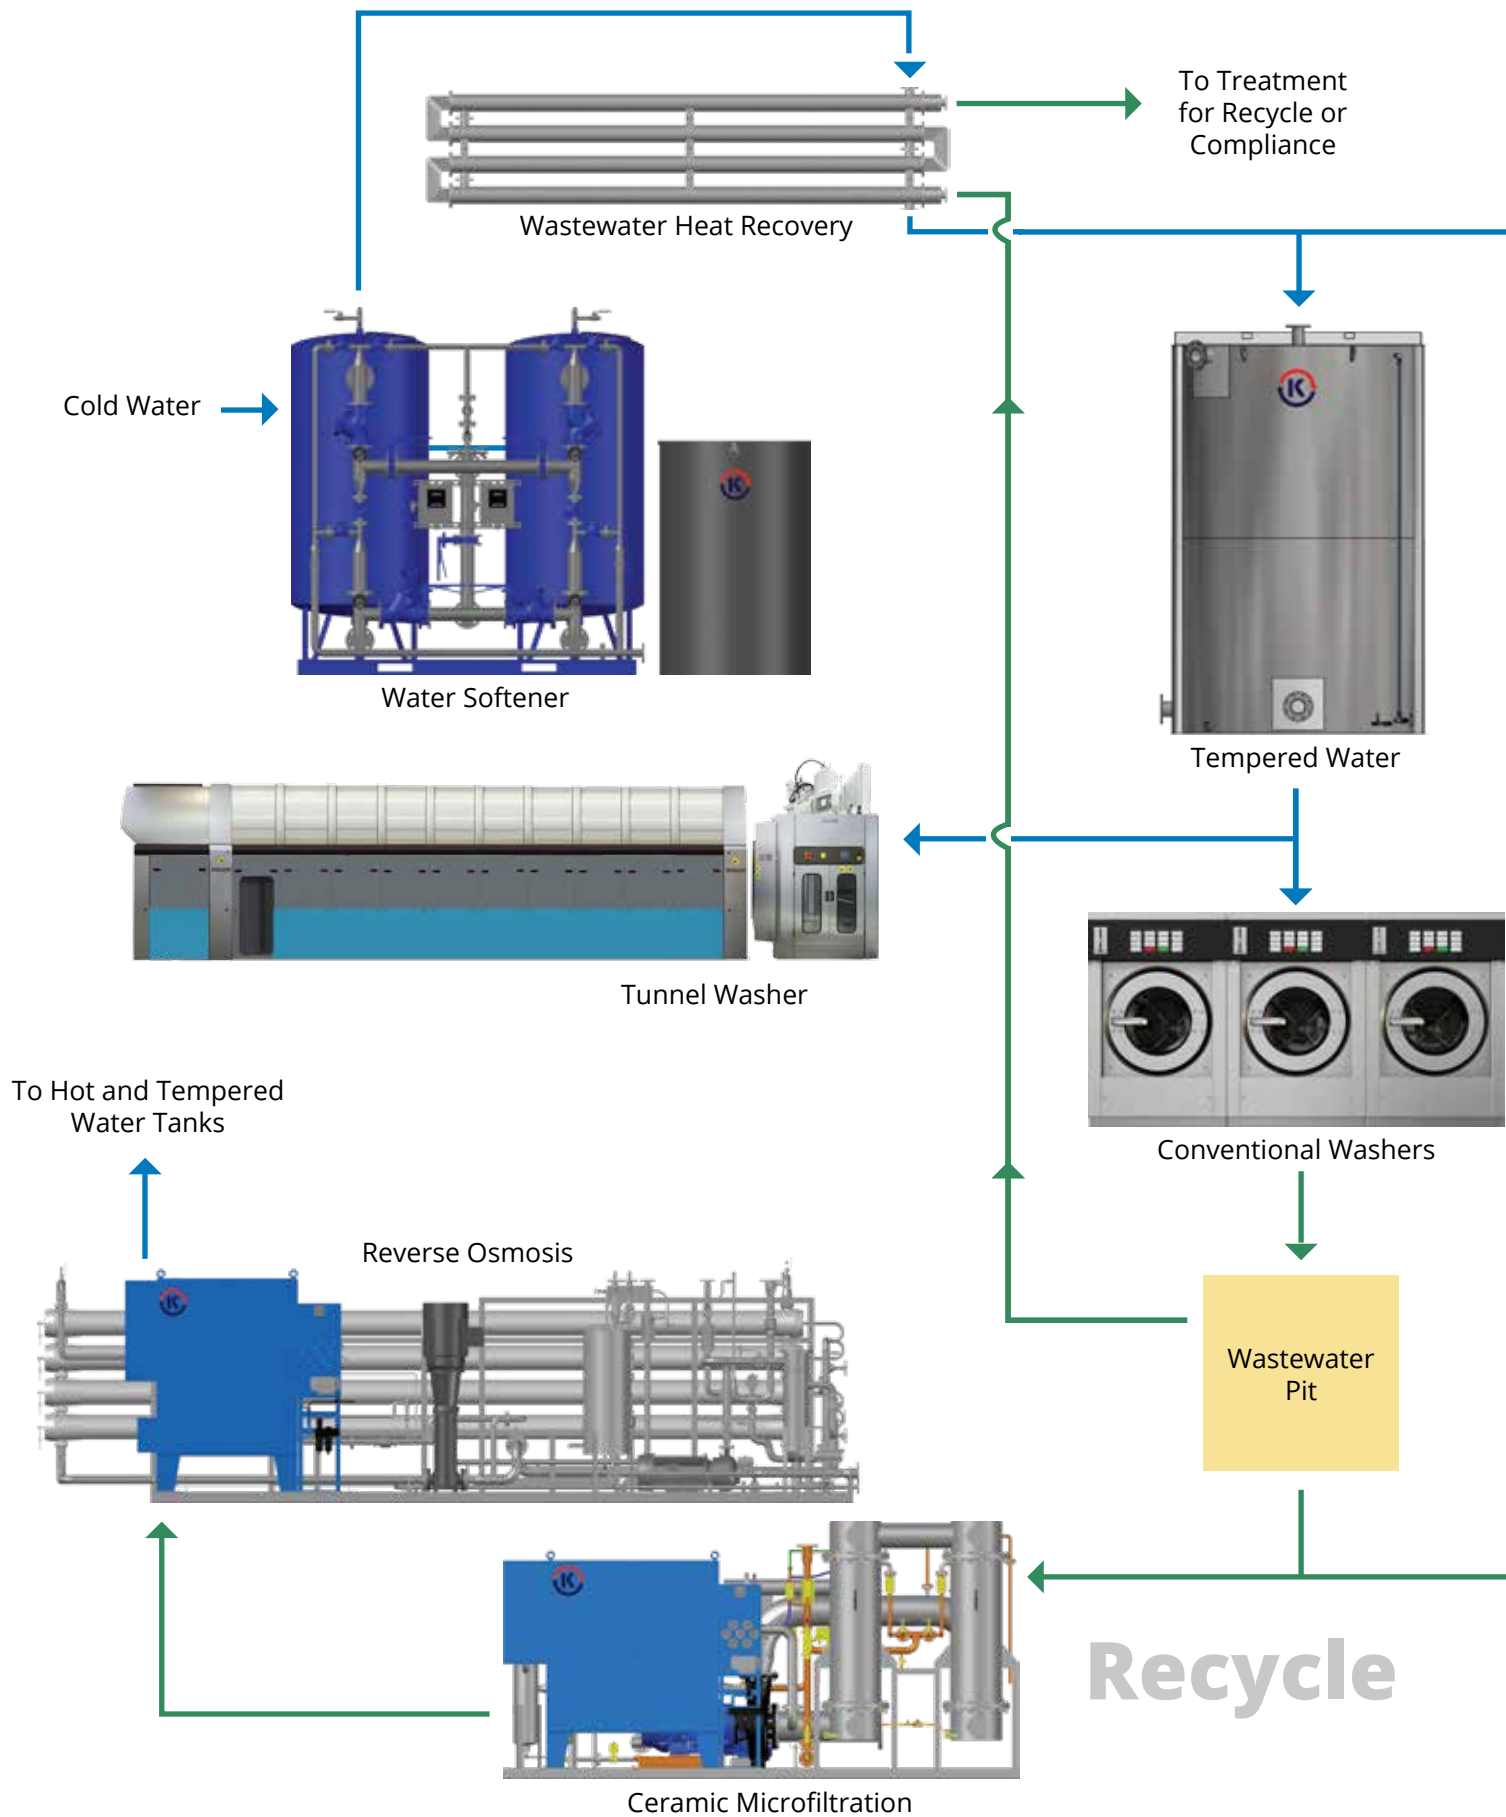 To Treatment
for Recycle or
Compliance
Wastewater Heat Recovery
Cold Water
K
K
Water Softener
Tempered Water
Tunnel Washer
To Hot and Tempered
Water Tanks
Conventional Washers
Reverse Osmosis
K
Wastewater
Pit
K
Recycle
Ceramic Microfiltration